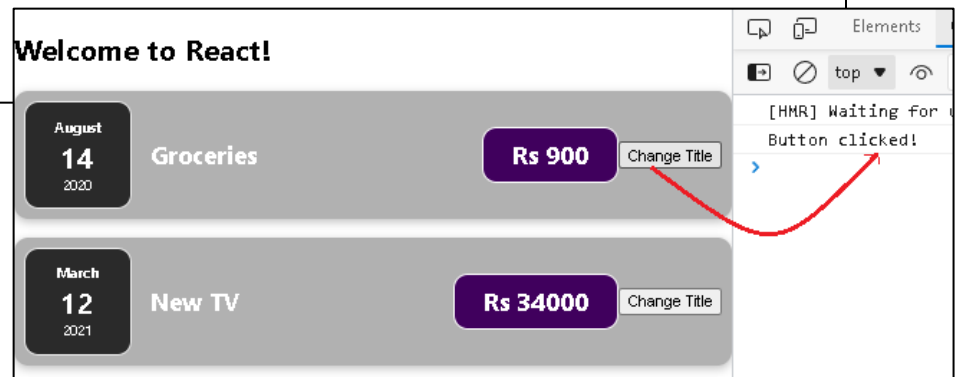 Welcome to React!
August
14
2020
Groceries
Rs 900
Change Title
March
12
2021
New TV
Rs 34000
Change Title
Elements
top
[HMR] Waiting for
Button clicked!